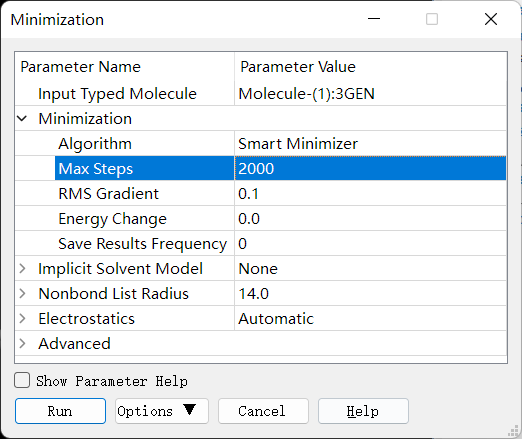 Minimization
Parameter Name Parameter Value
Input Typed Molecule Molecule-(1):3GEN
Minimization
Algorithm Smart Minimizer
Max Steps 2000
RMS Gradient 0.1
Energy Change 0.0
Save Results Frequency 0
Implicit Solvent Model None
Nonbond List Radius 14.0
Electrostatics Automatic
Advanced
Show Parameter Help
Run Options ▼ Cancel Help